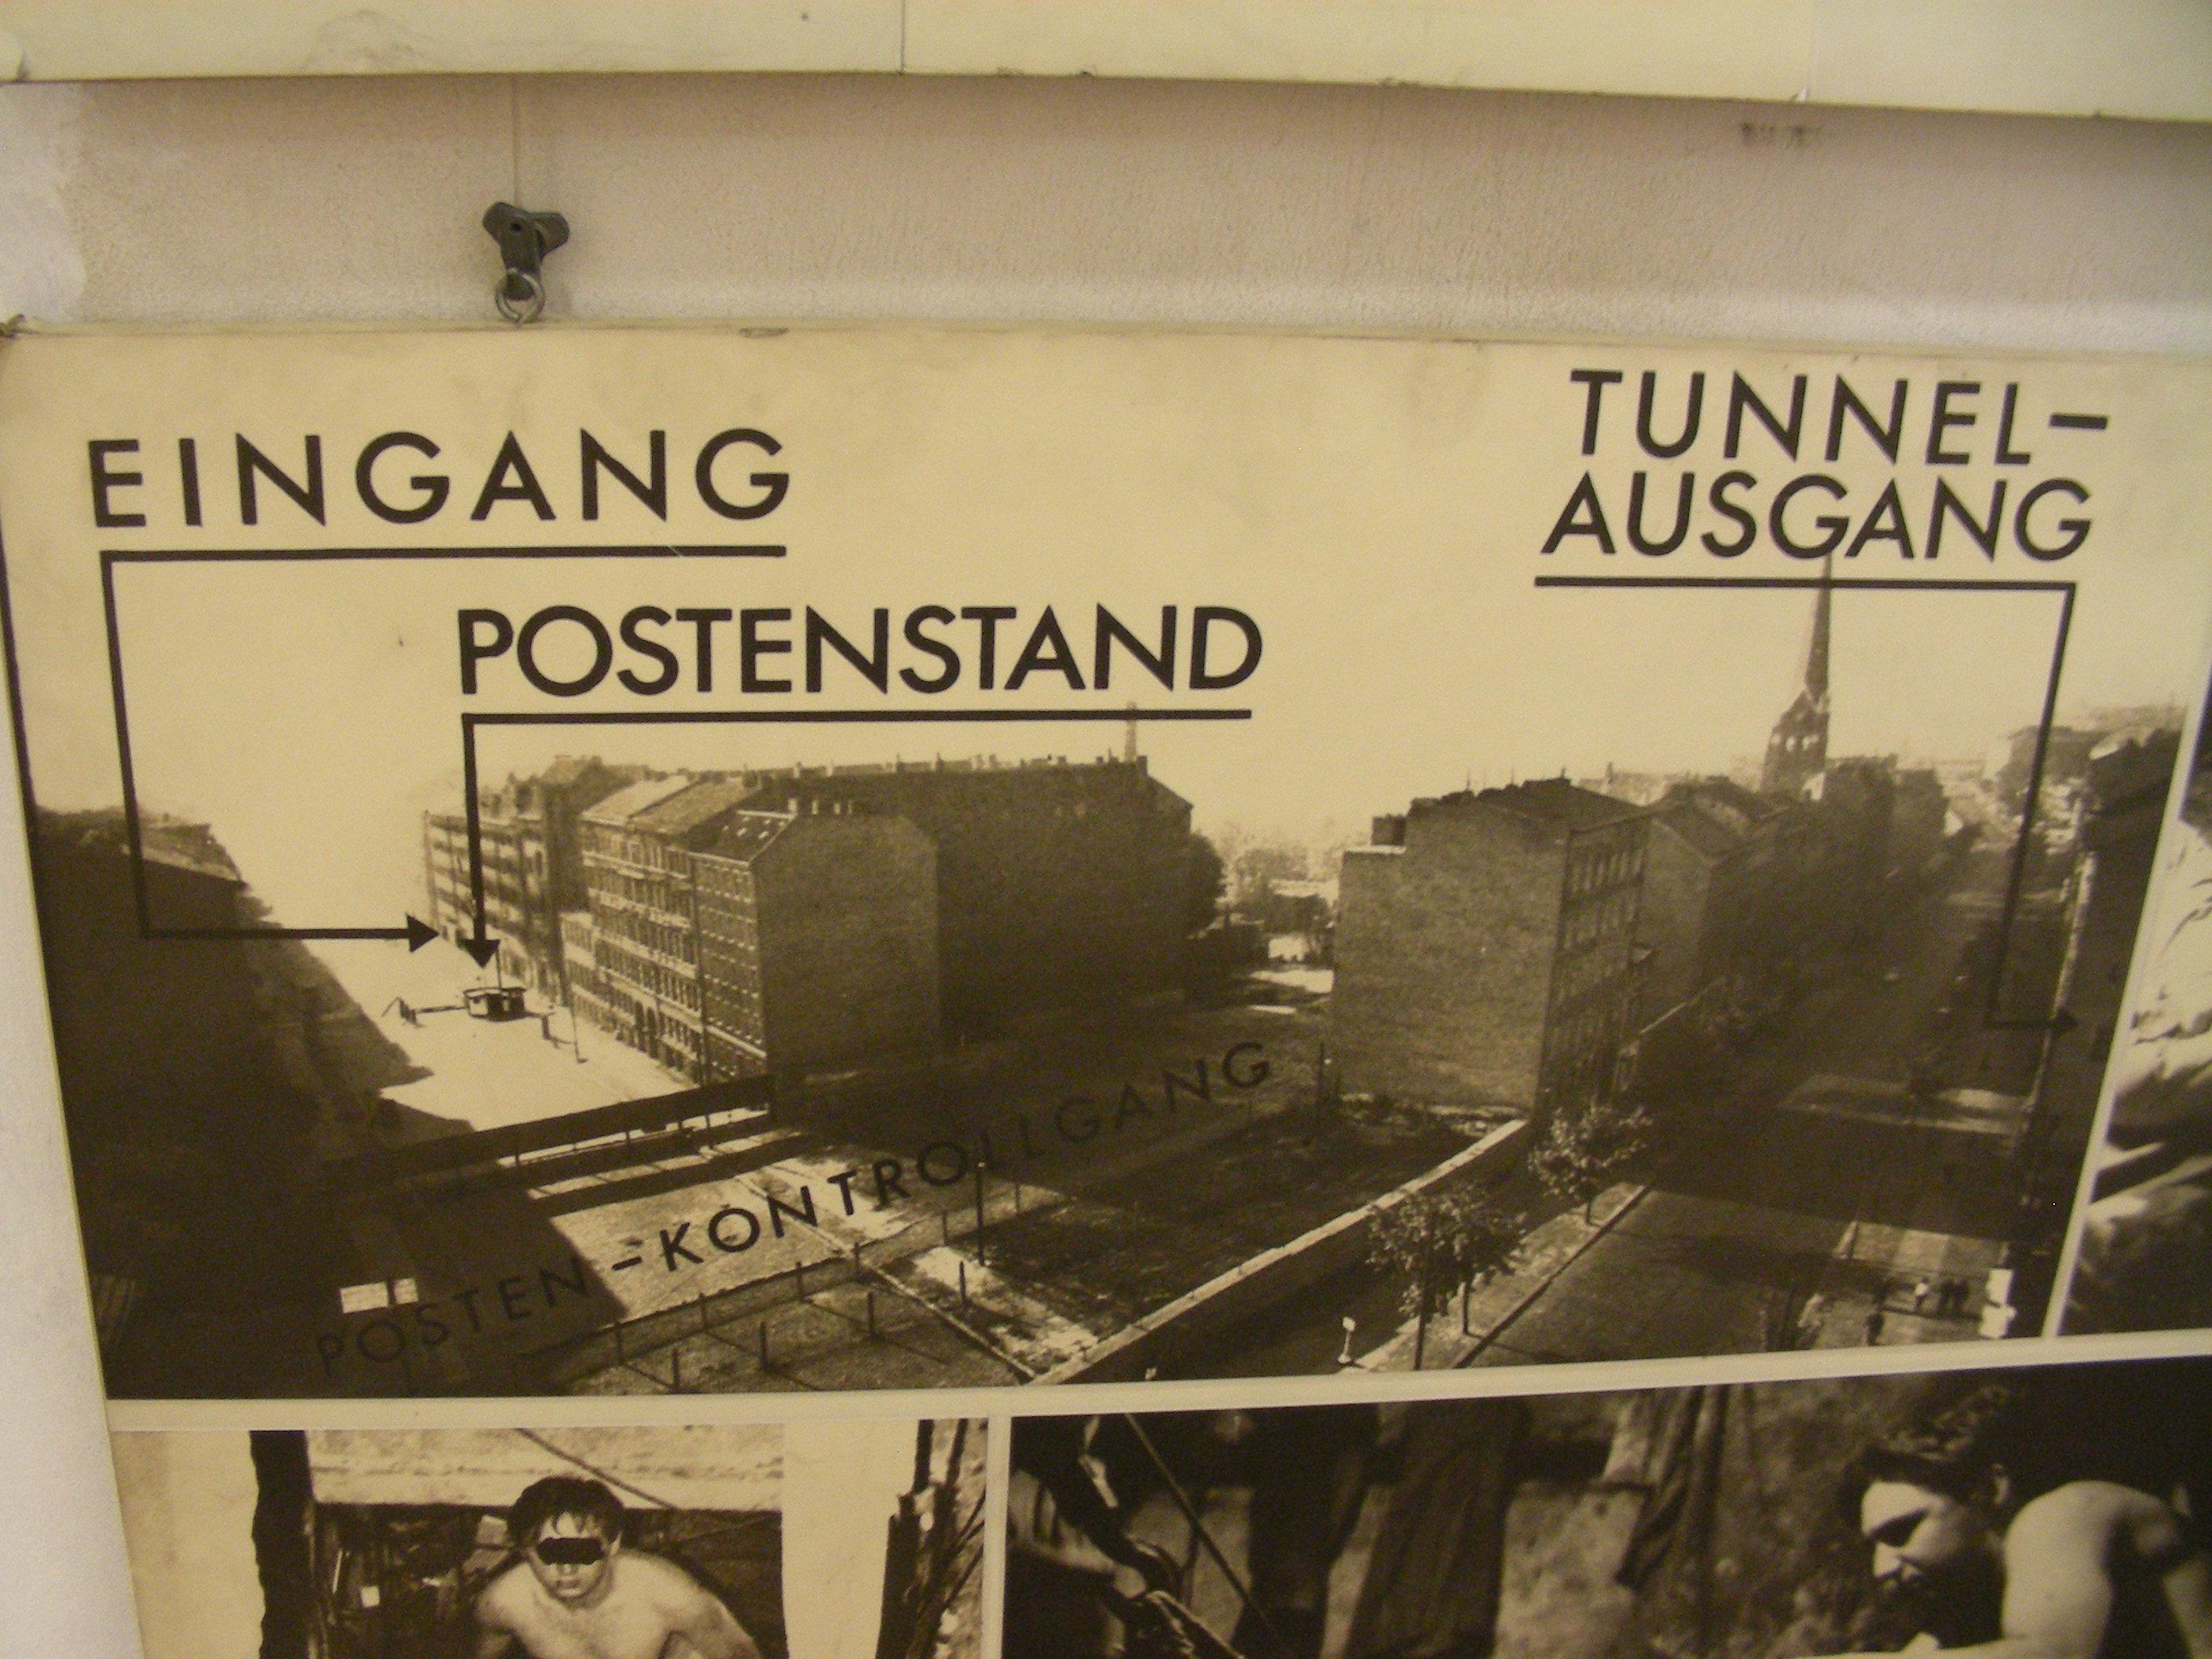 EINGANG
TUNNEL-
AUSGANG
POSTENSTAND
POSTEN-KONTROLLGANG